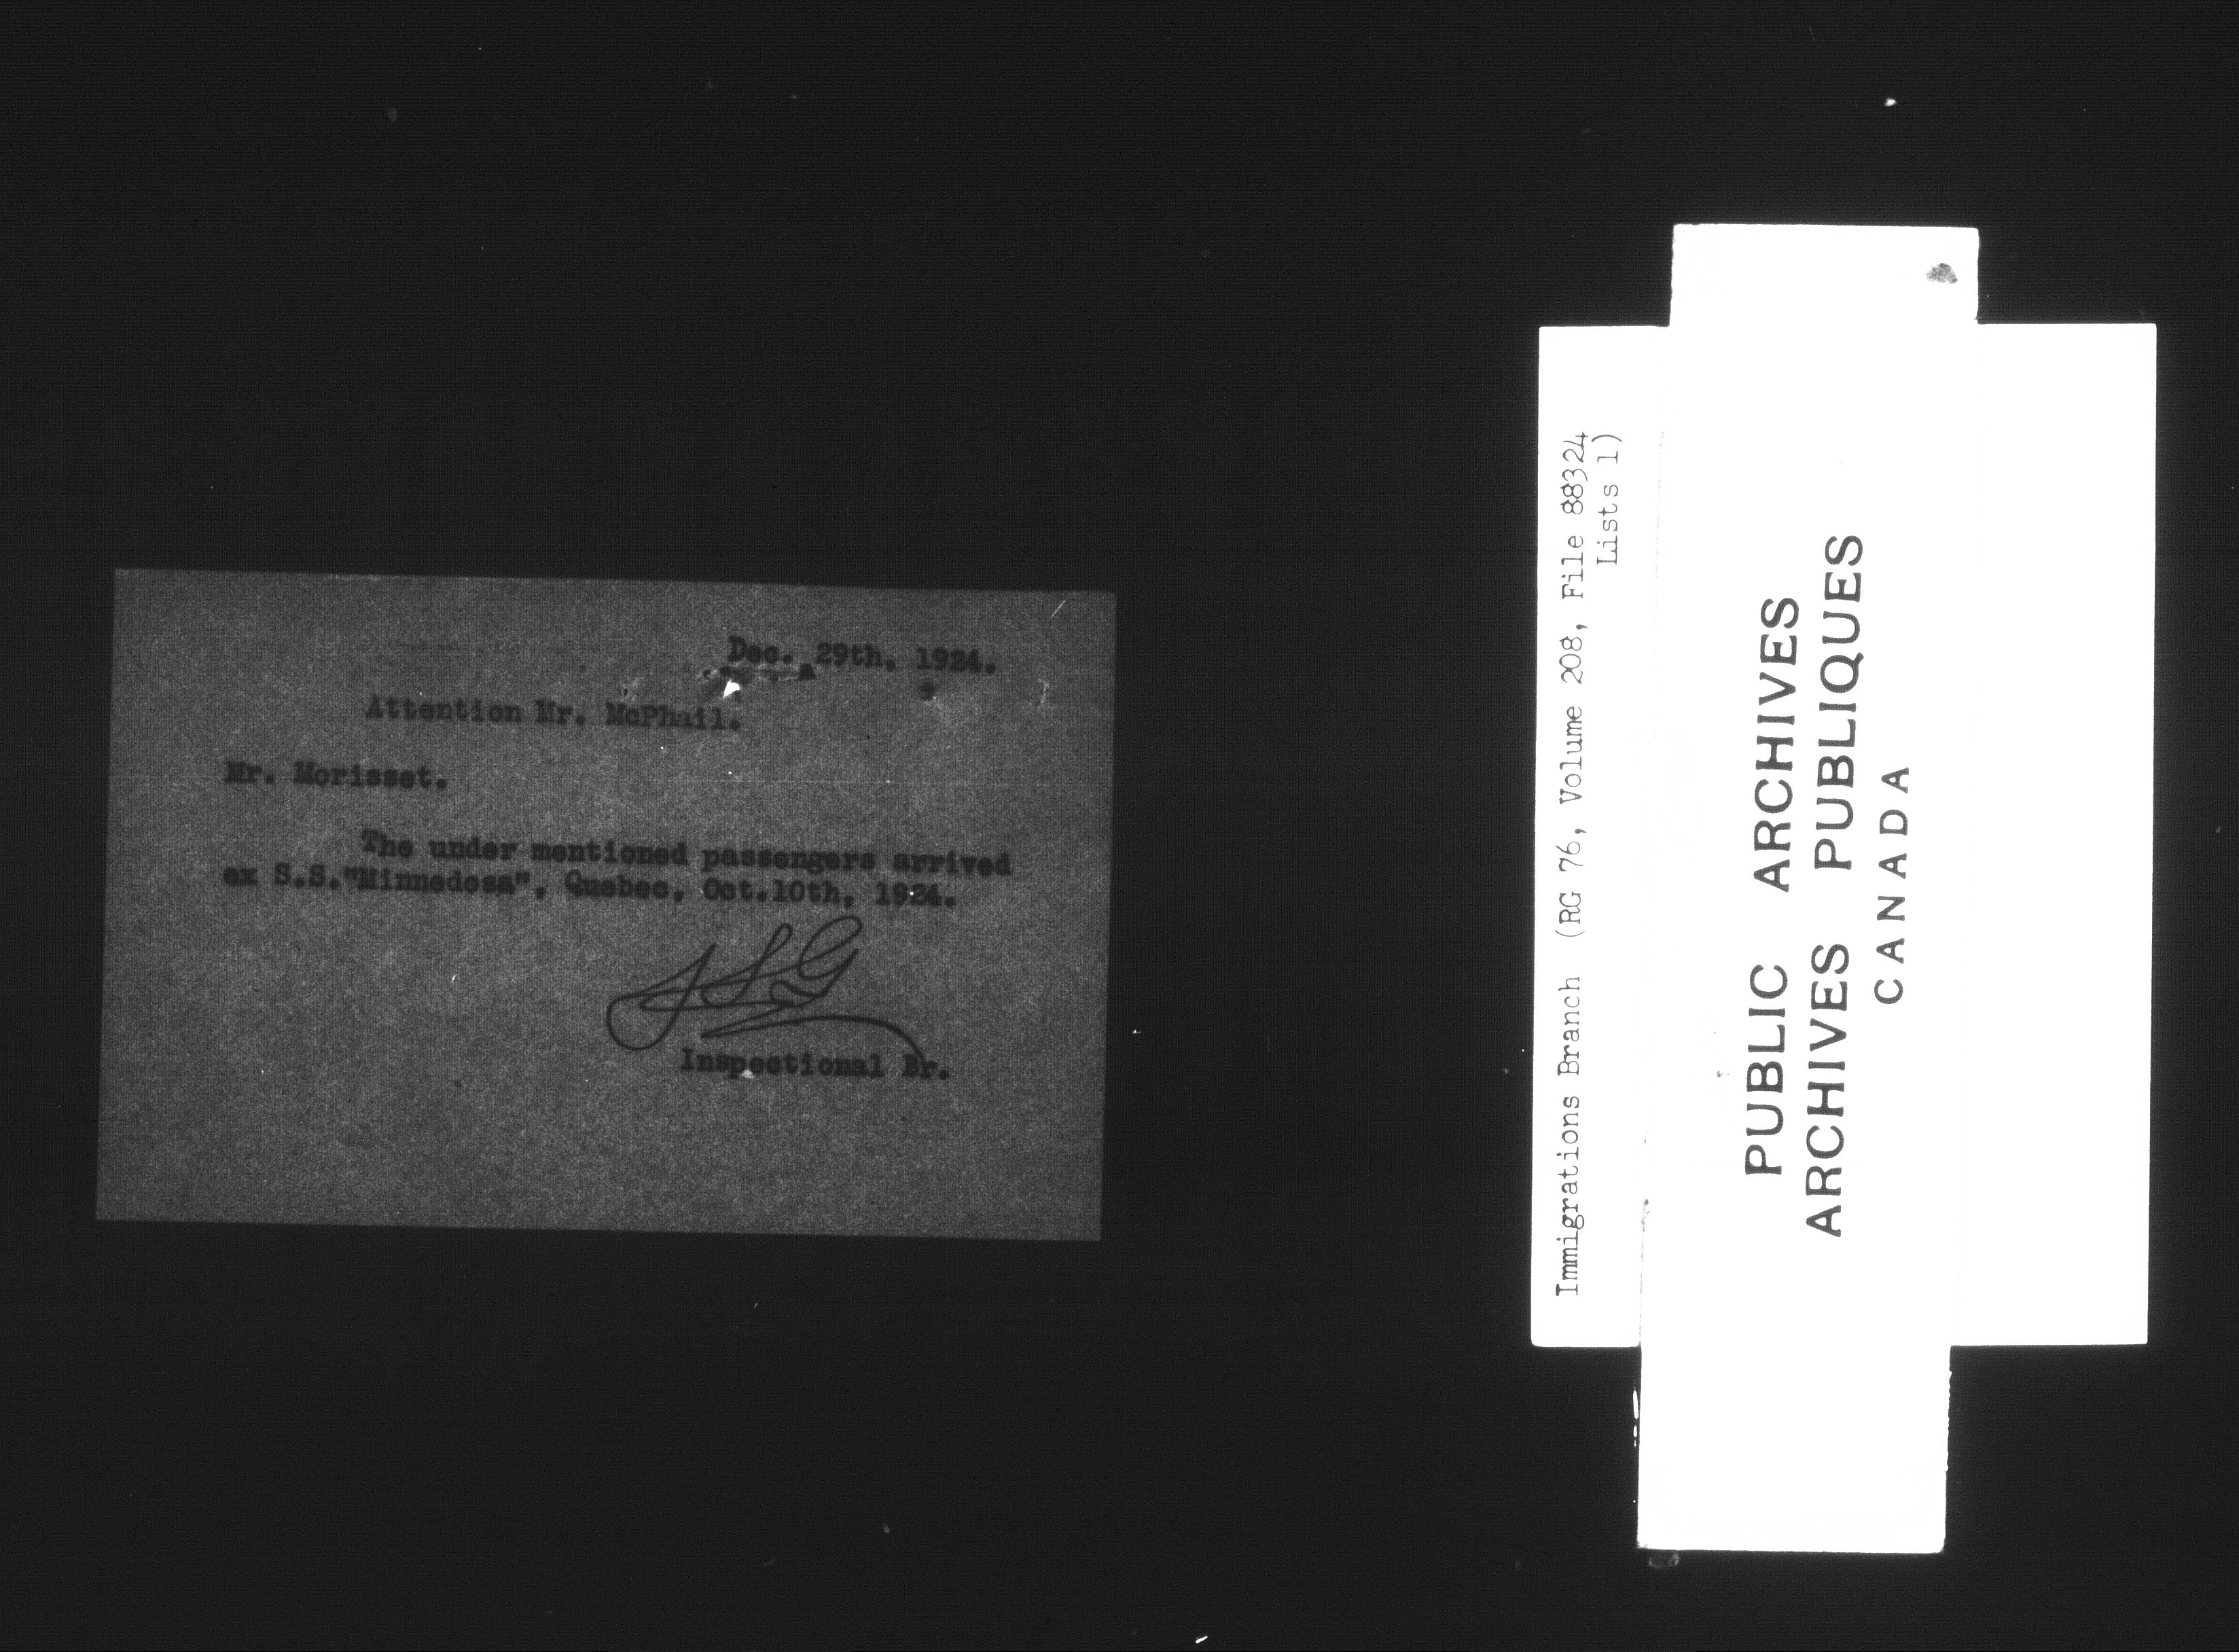 Dec. 29th, 1924.
Attention Mr. McPhail.
Mr. Morisset.
The under mentioned passengers arrived
ex S.S."Minnedosa", Quebec, Oct.10th, 1924.
Inspectional Br.
Immigrations Branch (RG 76, Volume 208, File 88324
Lists 1)
PUBLIC ARCHIVES
ARCHIVES PUBLIQUES
CANADA